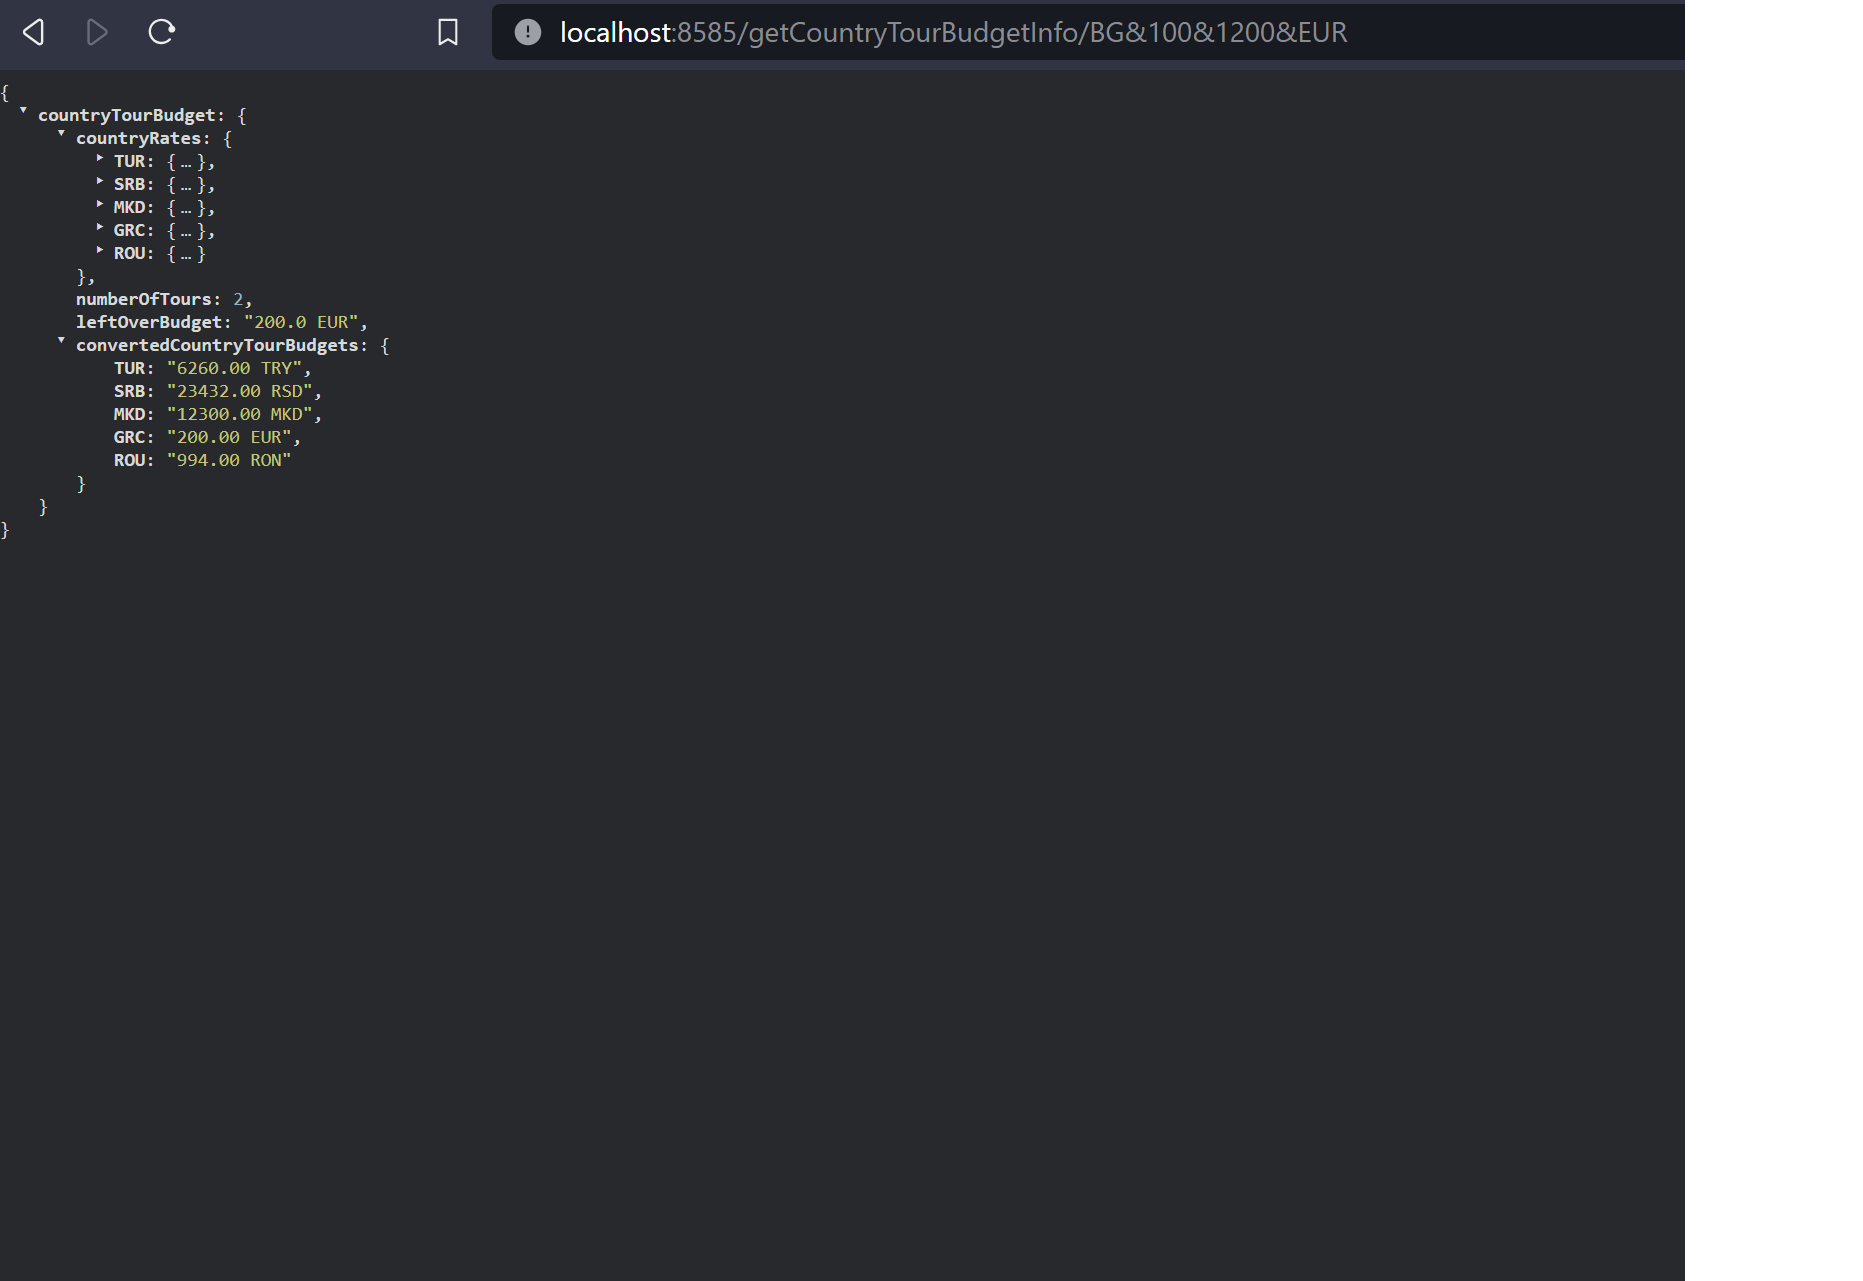 localhost:8585/getCountryTourBudgetInfo/BG&100&1200&EUR
{
countryTourBudget: {
countryRates: {
TUR: {…},
SRB: {…},
MKD: {…},
GRC: {…},
ROU: {…}
},
numberOfTours: 2,
leftOverBudget: "200.0 EUR",
convertedCountryTourBudgets: {
TUR: "6260.00 TRY",
SRB: "23432.00 RSD",
MKD: "12300.00 MKD",
GRC: "200.00 EUR",
ROU: "994.00 RON"
}
}
}